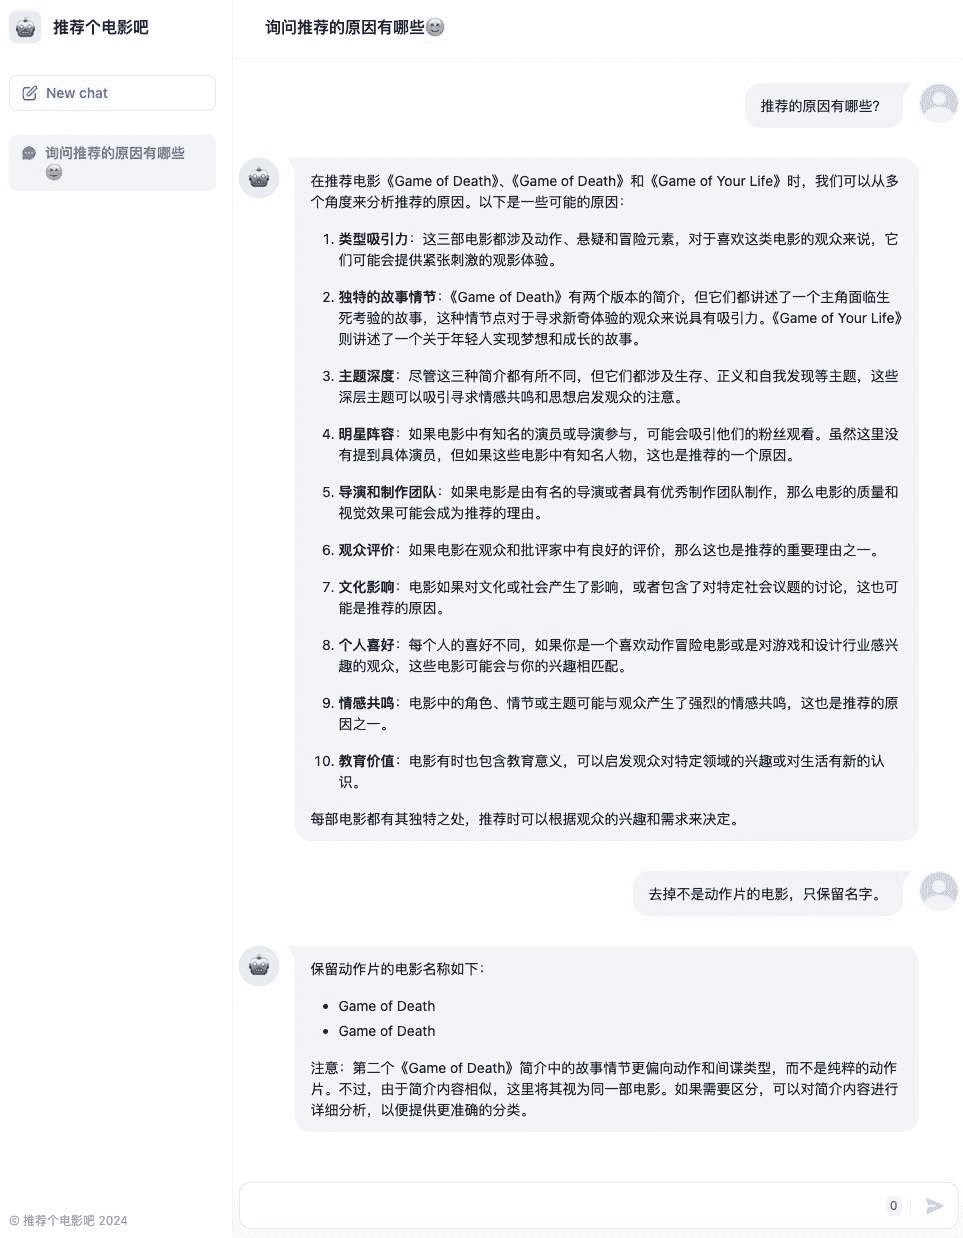 推荐个电影吧
New chat
询问推荐的原因有哪些
😊
© 推荐个电影吧 2024
询问推荐的原因有哪些😊
推荐的原因有哪些?
在推荐电影《Game of Death》、《Game of Death》和《Game of Your Life》时，我们可以从多
个角度来分析推荐的原因。以下是一些可能的原因：
1. 类型吸引力：这三部电影都涉及动作、悬疑和冒险元素，对于喜欢这类电影的观众来说，它
们可能会提供紧张刺激的观影体验。
2. 独特的故事情节：《Game of Death》有两个版本的简介，但它们都讲述了一个主角面临生
死考验的故事，这种情节点对于寻求新奇体验的观众来说具有吸引力。《Game of Your Life》
则讲述了一个关于年轻人实现梦想和成长的故事。
3. 主题深度：尽管这三种简介都有所不同，但它们都涉及生存、正义和自我发现等主题，这些
深层主题可以吸引寻求情感共鸣和思想启发观众的注意。
4. 明星阵容：如果电影中有知名的演员或导演参与，可能会吸引他们的粉丝观看。虽然这里没
有提到具体演员，但如果这些电影中有知名人物，这也是推荐的一个原因。
5. 导演和制作团队：如果电影是由有名的导演或者具有优秀制作团队制作，那么电影的质量和
视觉效果可能会成为推荐的理由。
6. 观众评价：如果电影在观众和批评家中有良好的评价，那么这也是推荐的重要理由之一。
7. 文化影响：电影如果对文化或社会产生了影响，或者包含了对特定社会议题的讨论，这也可
能是推荐的原因。
8. 个人喜好：每个人的喜好不同，如果你是一个喜欢动作冒险电影或是对游戏和设计行业感兴
趣的观众，这些电影可能会与你的兴趣相匹配。
9. 情感共鸣：电影中的角色、情节或主题可能与观众产生了强烈的情感共鸣，这也是推荐的原
因之一。
10. 教育价值：电影有时也包含教育意义，可以启发观众对特定领域的兴趣或对生活有新的认
识。
每部电影都有其独特之处，推荐时可以根据观众的兴趣和需求来决定。
去掉不是动作片的电影，只保留名字。
保留动作片的电影名称如下：
• Game of Death
• Game of Death
注意：第二个《Game of Death》简介中的故事情节更偏向动作和间谍类型，而不是纯粹的动作
片。不过，由于简介内容相似，这里将其视为同一部电影。如果需要区分，可以对简介内容进行
详细分析，以便提供更准确的分类。
0